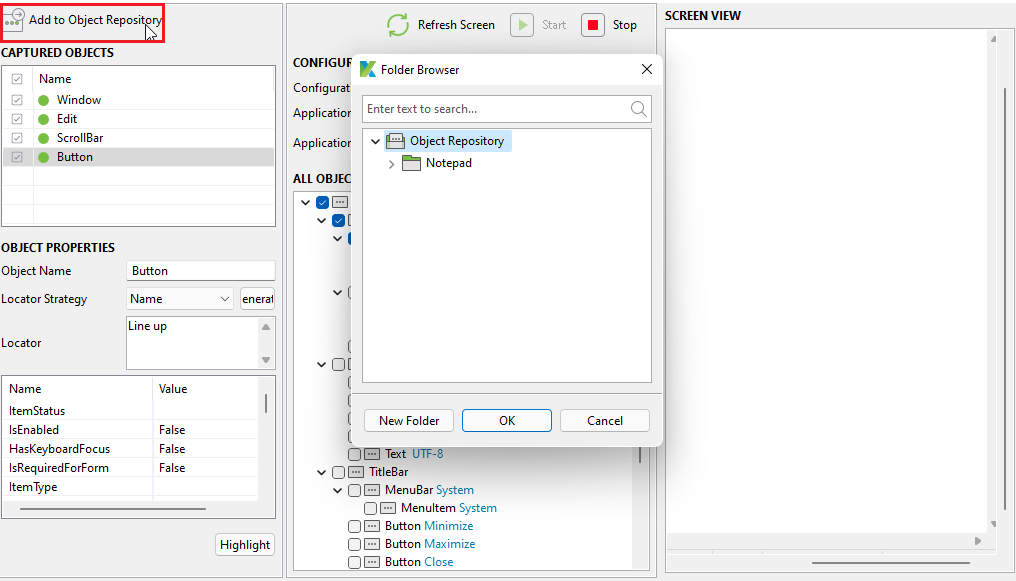 Add to Object Repository
CAPTURED OBJECTS
Name
Window
Edit
ScrollBar
Button
OBJECT PROPERTIES
Object Name
Button
Locator Strategy
Name
enerat
Locator
Line up
Name Value
ItemStatus
IsEnabled False
HasKeyboardFocus False
IsRequiredForForm False
ItemType
Highlight
Refresh Screen
Start
Stop
CONFIGUR
Configurat
Application
Application
ALL OBJEC
Folder Browser
Enter text to search...
Object Repository
Notepad
New Folder
OK
Cancel
Text UTF-8
TitleBar
MenuBar System
MenuItem System
Button Minimize
Button Maximize
Button Close
SCREEN VIEW